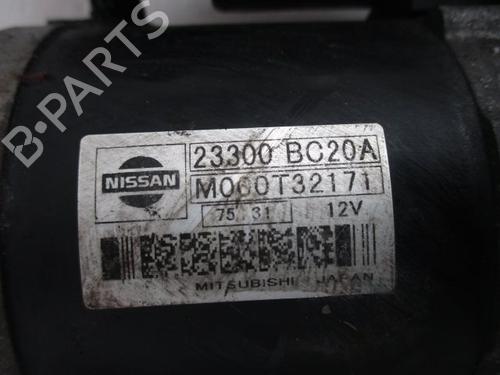 NISSAN
23300 BC20A
M000T32171
75 31 12V
MITSUBISHI JAPAN
B-PARTS